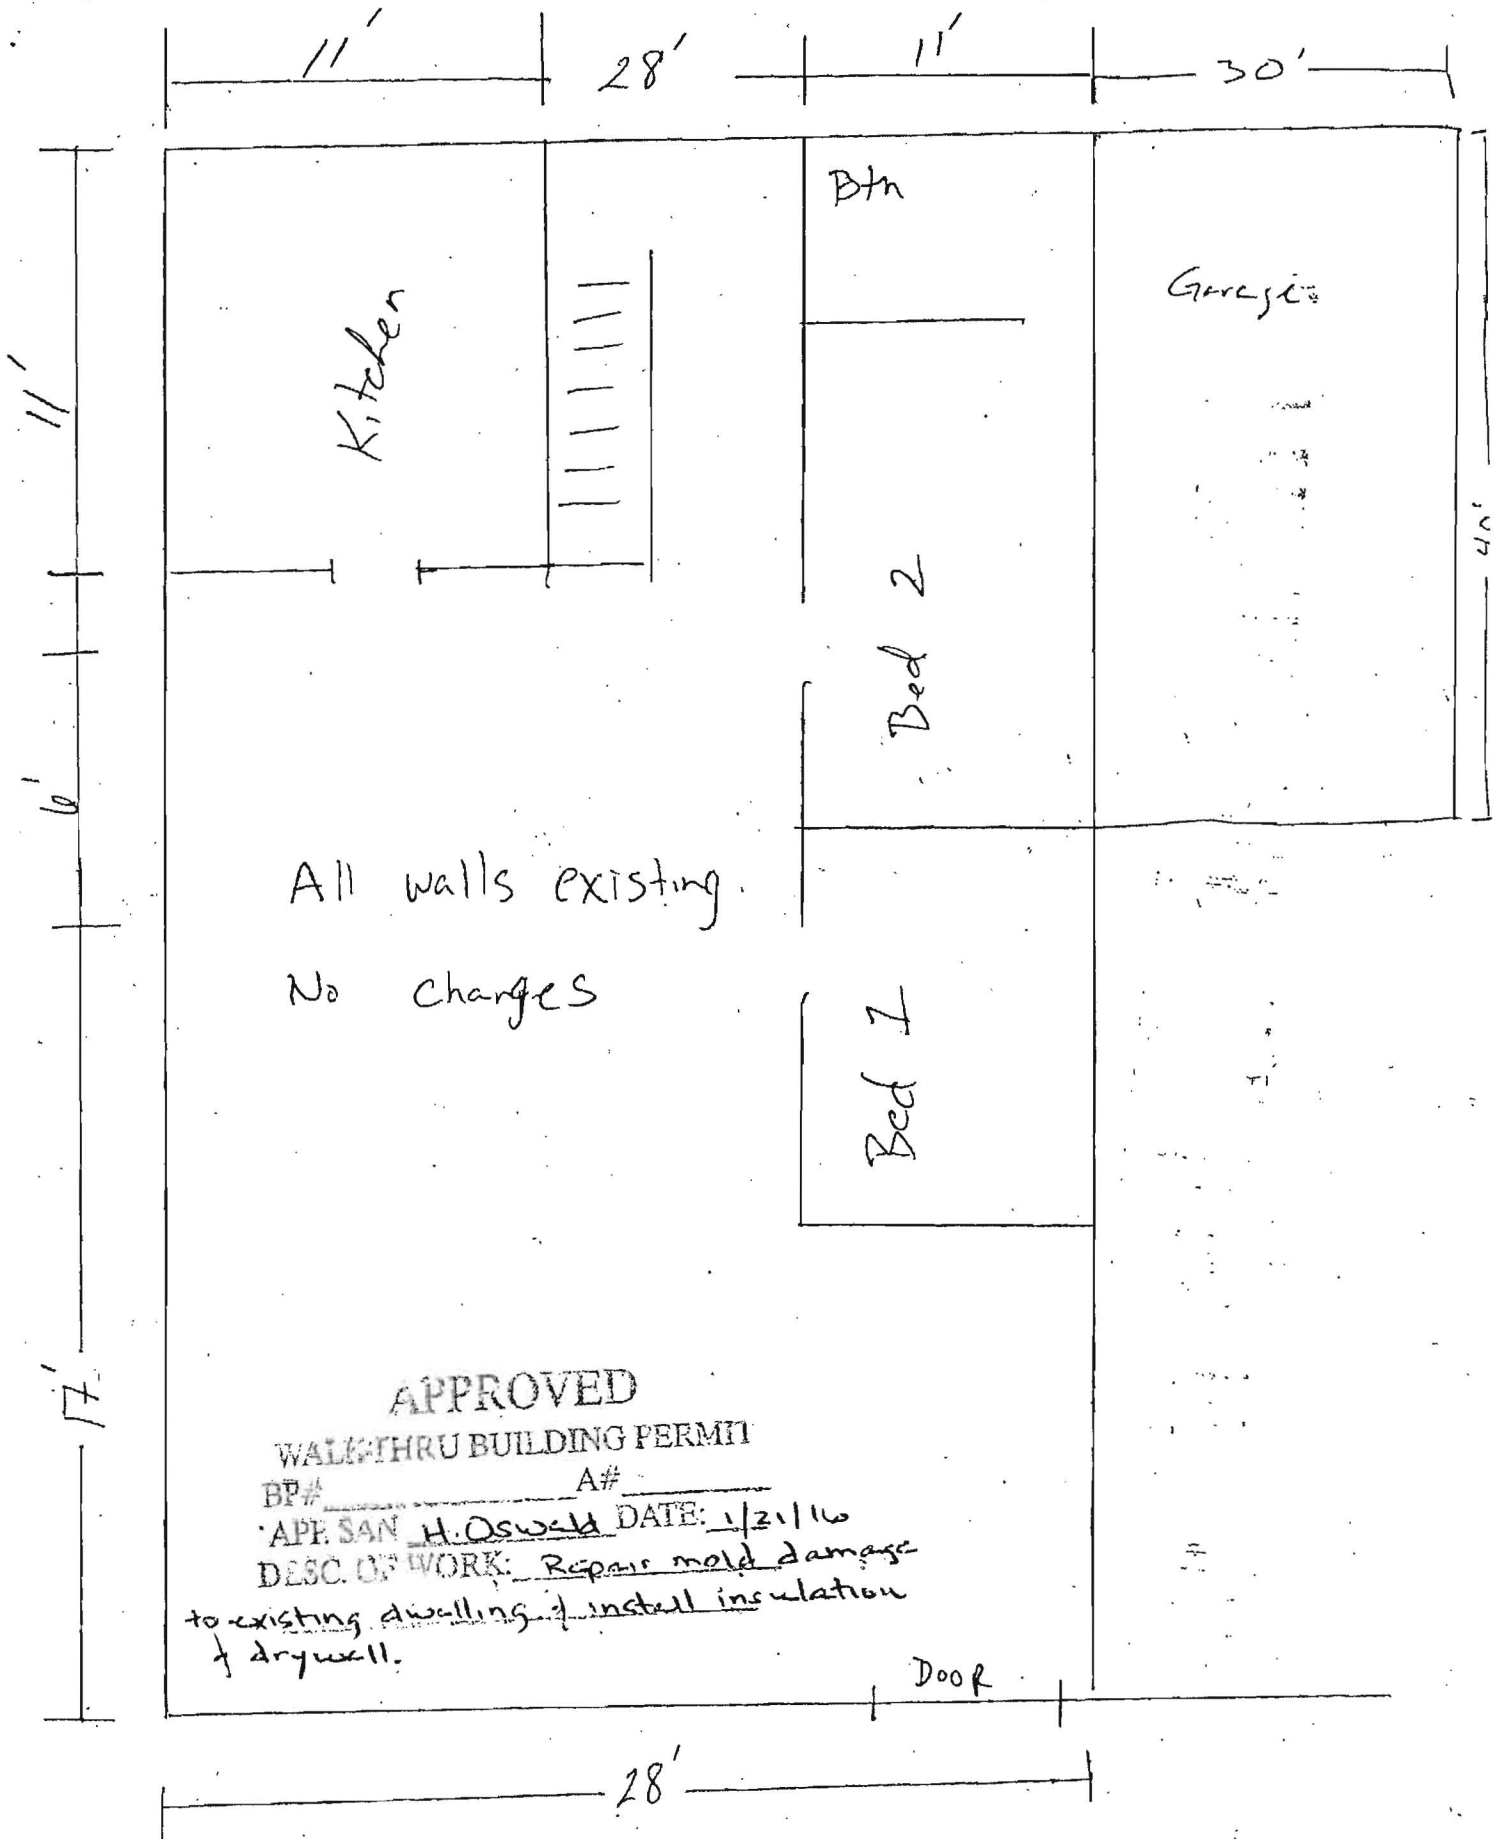 11'
28'
11'
30'
Bth
Garage
Kitchen
11'
40'
Bed 2
6'
All walls existing.
No changes
Bed 1
17'
APPROVED
WALK-THRU BUILDING PERMIT
BP# A#
APP. SAN H. Oswald DATE: 1/21/16
DESC. OF WORK: Repair mold damage
to existing dwelling & install insulation
& drywall.
DOOR
28'